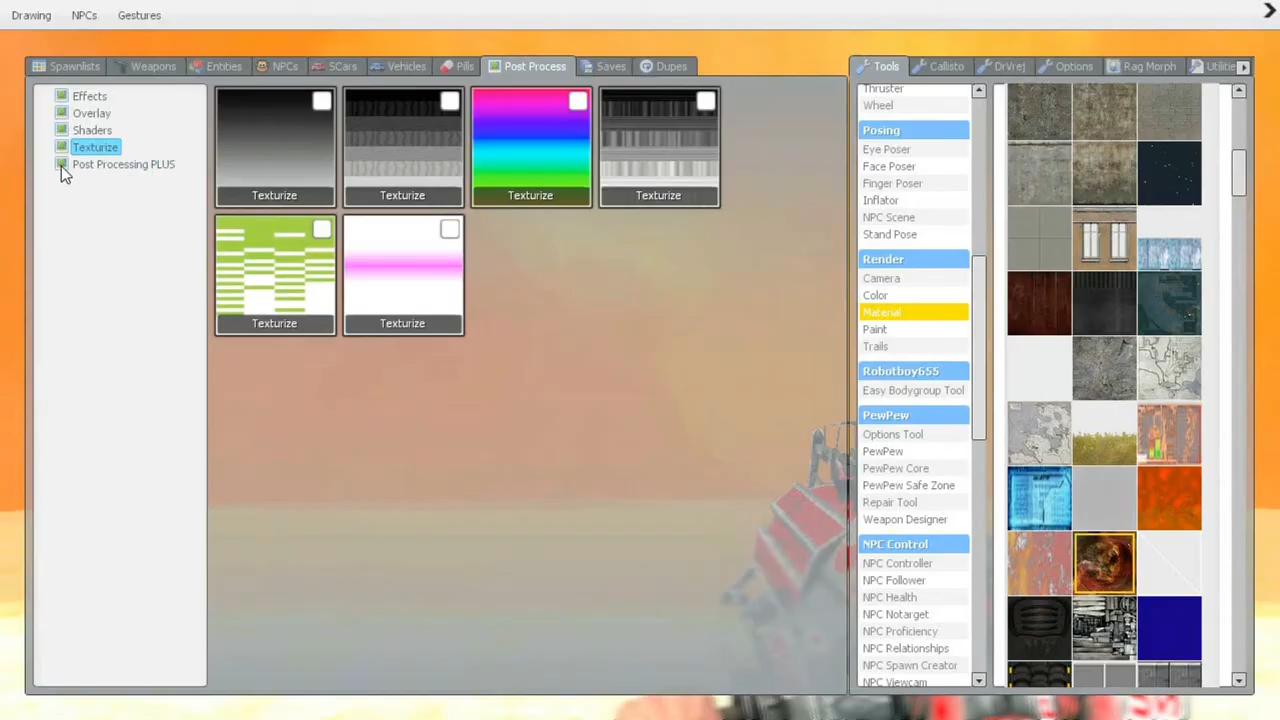 Drawing NPCs Gestures
Spawnlists Weapons Entities NPCs SCars Vehicles Pills Post Process Saves Dupes
Tools Callisto DrVrej Options Rag Morph Utilitie
Effects
Overlay
Shaders
Texturize
Post Processing PLUS
Texturize Texturize Texturize Texturize
Texturize Texturize
Thruster
Wheel
Posing
Eye Poser
Face Poser
Finger Poser
Inflator
NPC Scene
Stand Pose
Render
Camera
Color
Material
Paint
Trails
Robotboy655
Easy Bodygroup Tool
PewPew
Options Tool
PewPew
PewPew Core
PewPew Safe Zone
Repair Tool
Weapon Designer
NPC Control
NPC Controller
NPC Follower
NPC Health
NPC Notarget
NPC Proficiency
NPC Relationships
NPC Spawn Creator
NPC Viewcam